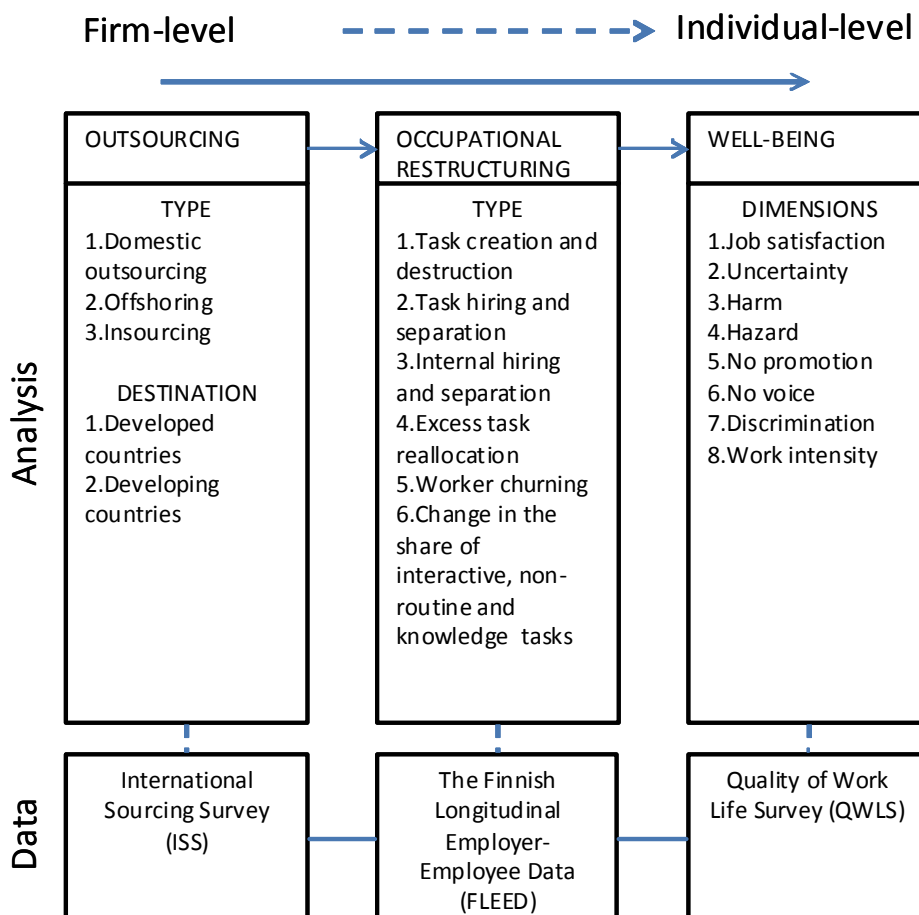 Firm-level
Individual-level
Analysis
OUTSOURCING
TYPE
1.Domestic
outsourcing
2.Offshoring
3.Insourcing
DESTINATION
1.Developed
countries
2.Developing
countries
OCCUPATIONAL
RESTRUCTURING
TYPE
1.Task creation and
destruction
2.Task hiring and
separation
3.Internal hiring
and separation
4.Excess task
reallocation
5.Worker churning
6.Change in the
share of
interactive, non-
routine and
knowledge tasks
WELL-BEING
DIMENSIONS
1.Job satisfaction
2.Uncertainty
3.Harm
4.Hazard
5.No promotion
6.No voice
7.Discrimination
8.Work intensity
Data
International
Sourcing Survey
(ISS)
The Finnish
Longitudinal
Employer-
Employee Data
(FLEED)
Quality of Work
Life Survey (QWLS)